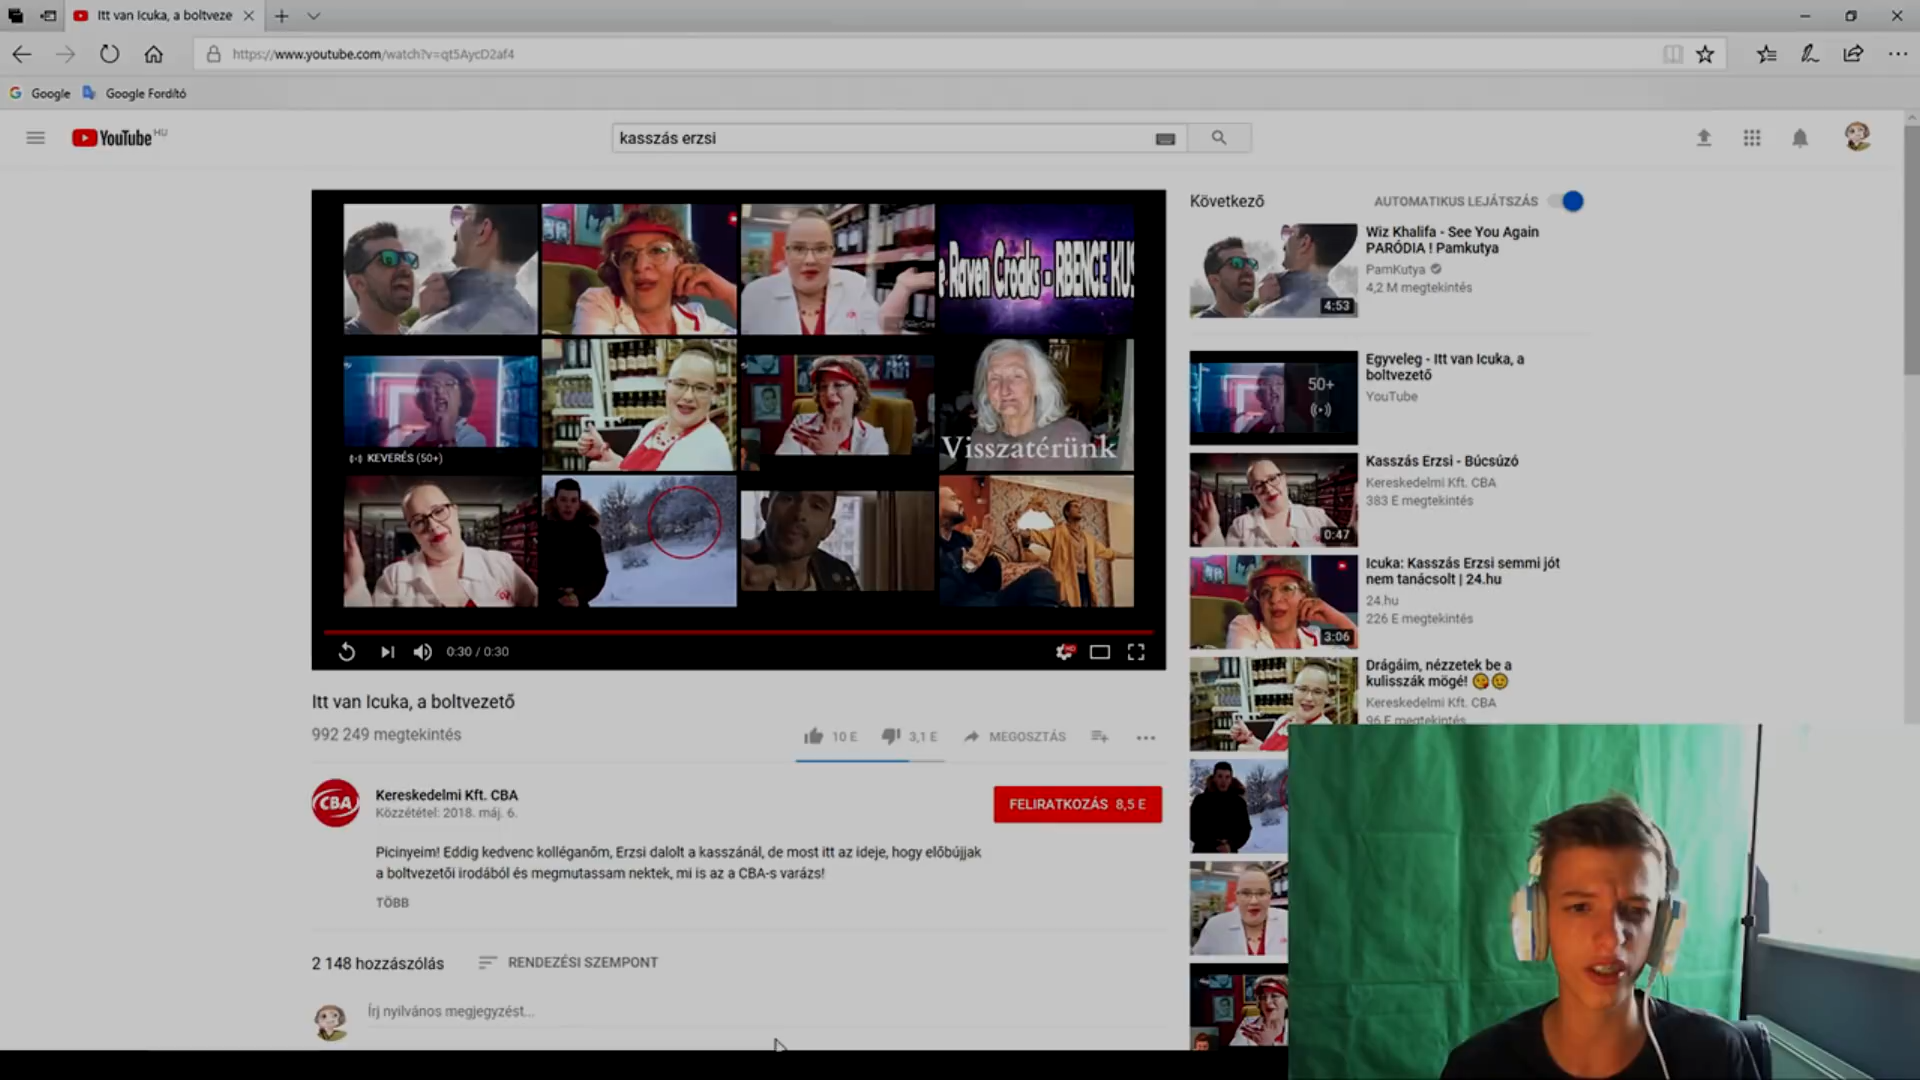 Itt van Icuka, a boltveze
https://www.youtube.com/watch?v=qt5AycD2af4
Google
Google Fordító
YouTube HU
kasszás erzsi
Raven Croaks - RBENCE KUS
KEVERÉS (50+)
Visszatérünk
0:30 / 0:30
Itt van Icuka, a boltvezető
992 249 megtekintés
10 E
3,1 E
MEGOSZTÁS
CBA
Kereskedelmi Kft. CBA
Közzététel: 2018. máj. 6.
FELIRATKOZÁS 8,5 E
Picinyeim! Eddig kedvenc kolléganőm, Erzsi dalolt a kasszánál, de most itt az ideje, hogy előbújjak
a boltvezetői irodából és megmutassam nektek, mi is az a CBA-s varázs!
TÖBB
2 148 hozzászólás
RENDEZÉSI SZEMPONT
Írj nyilvános megjegyzést...
Következő
AUTOMATIKUS LEJÁTSZÁS
4:53
Wiz Khalifa - See You Again
PARÓDIA ! Pamkutya
PamKutya
4,2 M megtekintés
50+
Egyveleg - Itt van Icuka, a
boltvezető
YouTube
0:47
Kasszás Erzsi - Búcsúzó
Kereskedelmi Kft. CBA
383 E megtekintés
3:06
Icuka: Kasszás Erzsi semmi jót
nem tanácsolt | 24.hu
24.hu
226 E megtekintés
Drágáim, nézzetek be a
kulisszák mögé!
Kereskedelmi Kft. CBA
96 E megtekintés